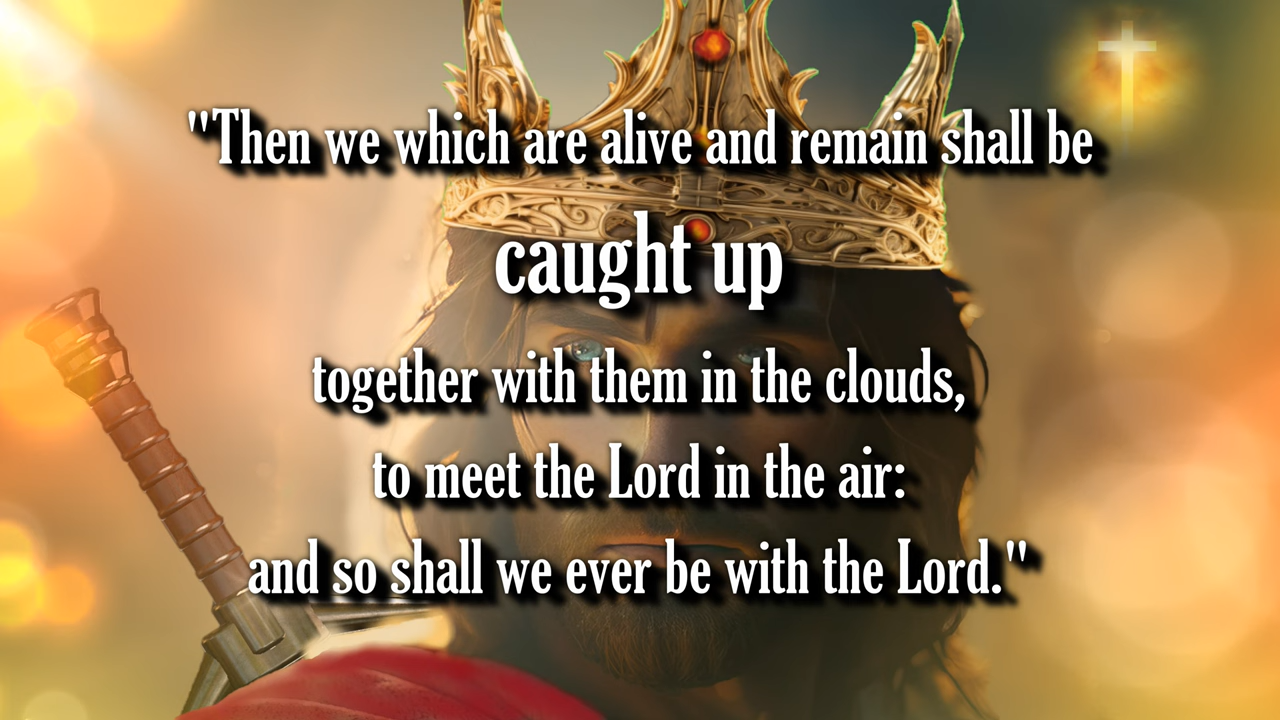 "Then we which are alive and remain shall be
caught up
together with them in the clouds,
to meet the Lord in the air:
and so shall we ever be with the Lord."